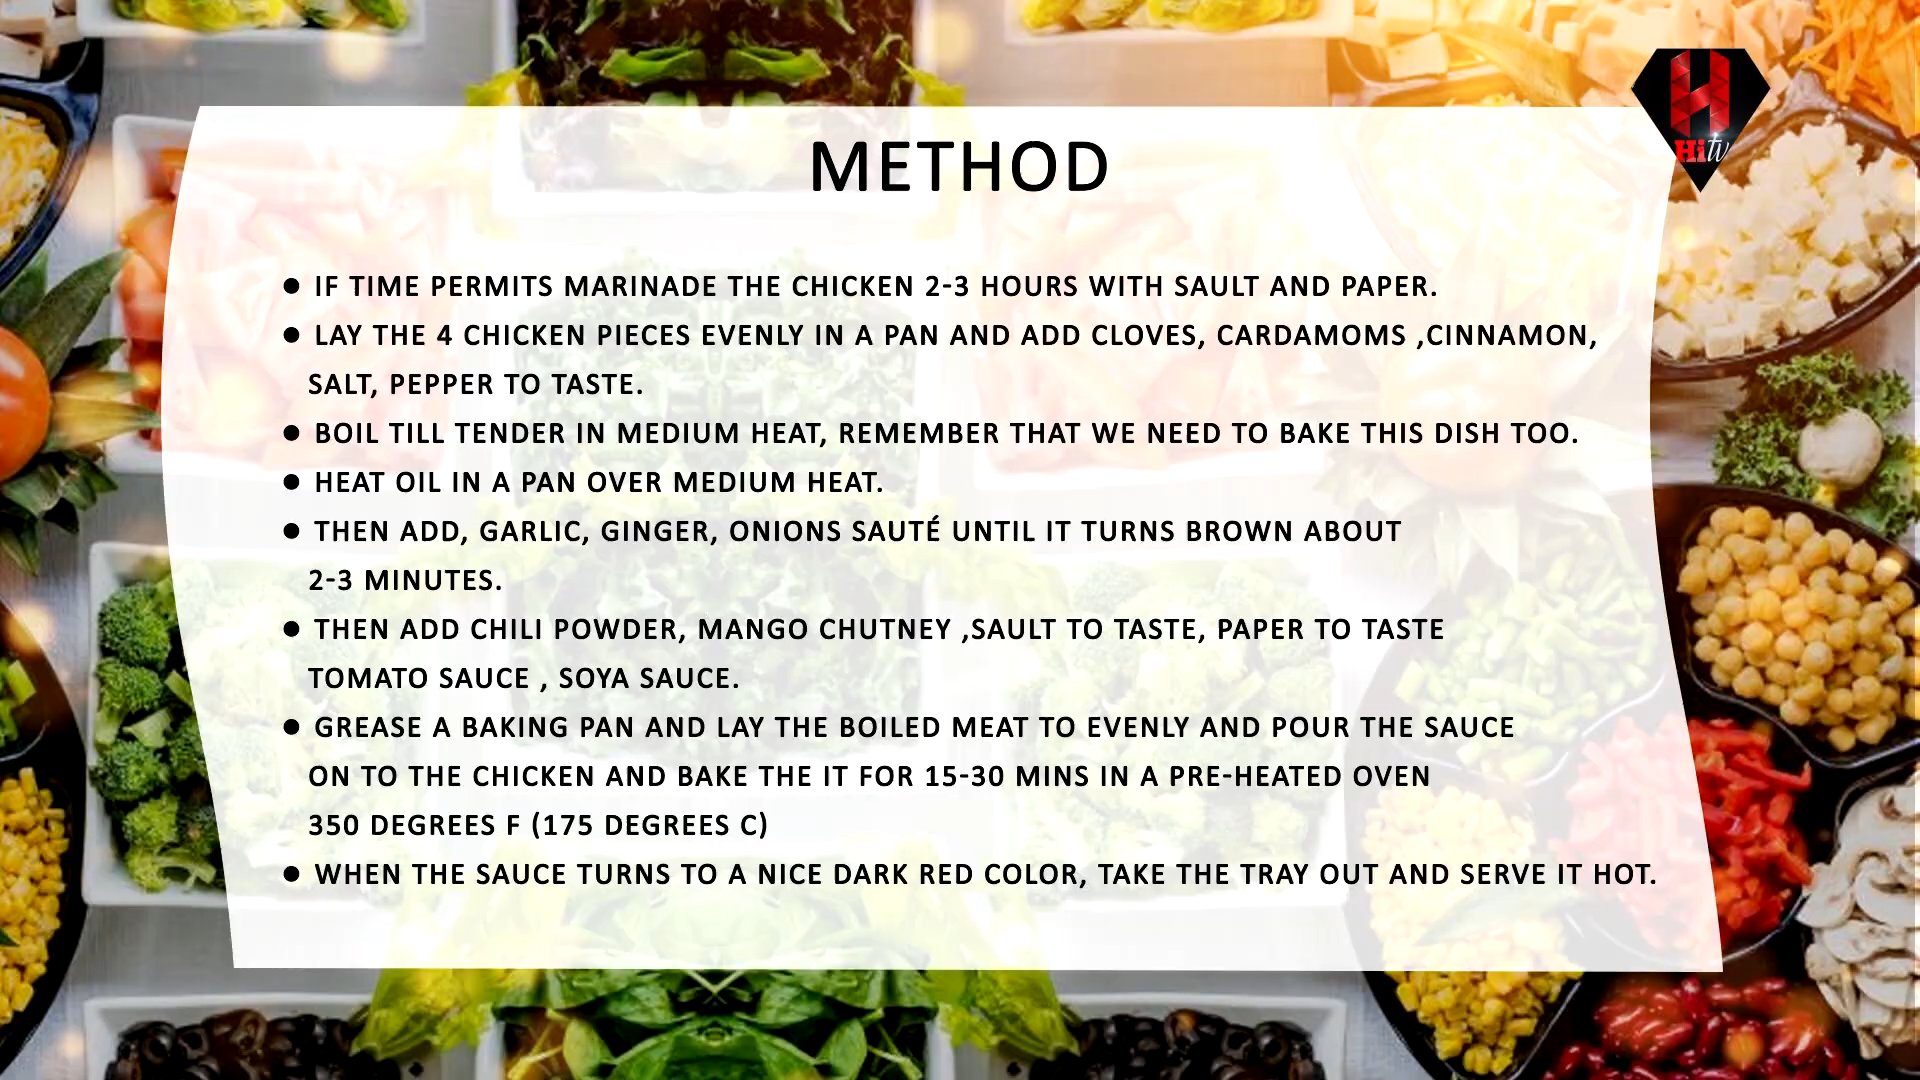 METHOD
H
Hitv
● IF TIME PERMITS MARINADE THE CHICKEN 2-3 HOURS WITH SAULT AND PAPER.
● LAY THE 4 CHICKEN PIECES EVENLY IN A PAN AND ADD CLOVES, CARDAMOMS ,CINNAMON,
SALT, PEPPER TO TASTE.
● BOIL TILL TENDER IN MEDIUM HEAT, REMEMBER THAT WE NEED TO BAKE THIS DISH TOO.
● HEAT OIL IN A PAN OVER MEDIUM HEAT.
● THEN ADD, GARLIC, GINGER, ONIONS SAUTÉ UNTIL IT TURNS BROWN ABOUT
2-3 MINUTES.
● THEN ADD CHILI POWDER, MANGO CHUTNEY ,SAULT TO TASTE, PAPER TO TASTE
TOMATO SAUCE , SOYA SAUCE.
● GREASE A BAKING PAN AND LAY THE BOILED MEAT TO EVENLY AND POUR THE SAUCE
ON TO THE CHICKEN AND BAKE THE IT FOR 15-30 MINS IN A PRE-HEATED OVEN
350 DEGREES F (175 DEGREES C)
● WHEN THE SAUCE TURNS TO A NICE DARK RED COLOR, TAKE THE TRAY OUT AND SERVE IT HOT.